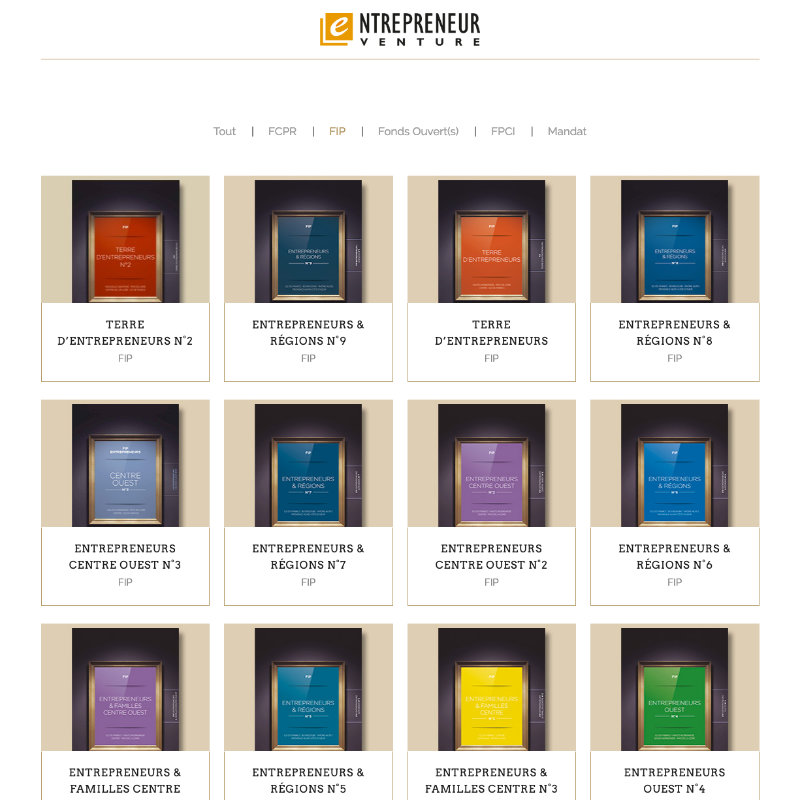 e NTREPRENEUR
VENTURE
Tout | FCPR | FIP | Fonds Ouvert(s) | FPCI | Mandat
FIP
TERRE
D'ENTREPRENEURS
N°2
TERRE
D'ENTREPRENEURS N°2
FIP
FIP
ENTREPRENEURS
& RÉGIONS
N°9
ENTREPRENEURS &
RÉGIONS N°9
FIP
FIP
TERRE
D'ENTREPRENEURS
TERRE
D'ENTREPRENEURS
FIP
FIP
ENTREPRENEURS
& RÉGIONS
N°8
ENTREPRENEURS &
RÉGIONS N°8
FIP
FIP
ENTREPRENEURS
CENTRE
OUEST
N°3
ENTREPRENEURS
CENTRE OUEST N°3
FIP
FIP
ENTREPRENEURS
& RÉGIONS
N°7
ENTREPRENEURS &
RÉGIONS N°7
FIP
FIP
ENTREPRENEURS
CENTRE OUEST
N°2
ENTREPRENEURS
CENTRE OUEST N°2
FIP
FIP
ENTREPRENEURS
& RÉGIONS
N°6
ENTREPRENEURS &
RÉGIONS N°6
FIP
FIP
ENTREPRENEURS
& FAMILLES
CENTRE OUEST
ENTREPRENEURS &
FAMILLES CENTRE
FIP
ENTREPRENEURS
& RÉGIONS
N°5
ENTREPRENEURS &
RÉGIONS N°5
FIP
ENTREPRENEURS
& FAMILLES
CENTRE
ENTREPRENEURS &
FAMILLES CENTRE N°3
FIP
ENTREPRENEURS
OUEST
N°4
ENTREPRENEURS
OUEST N°4